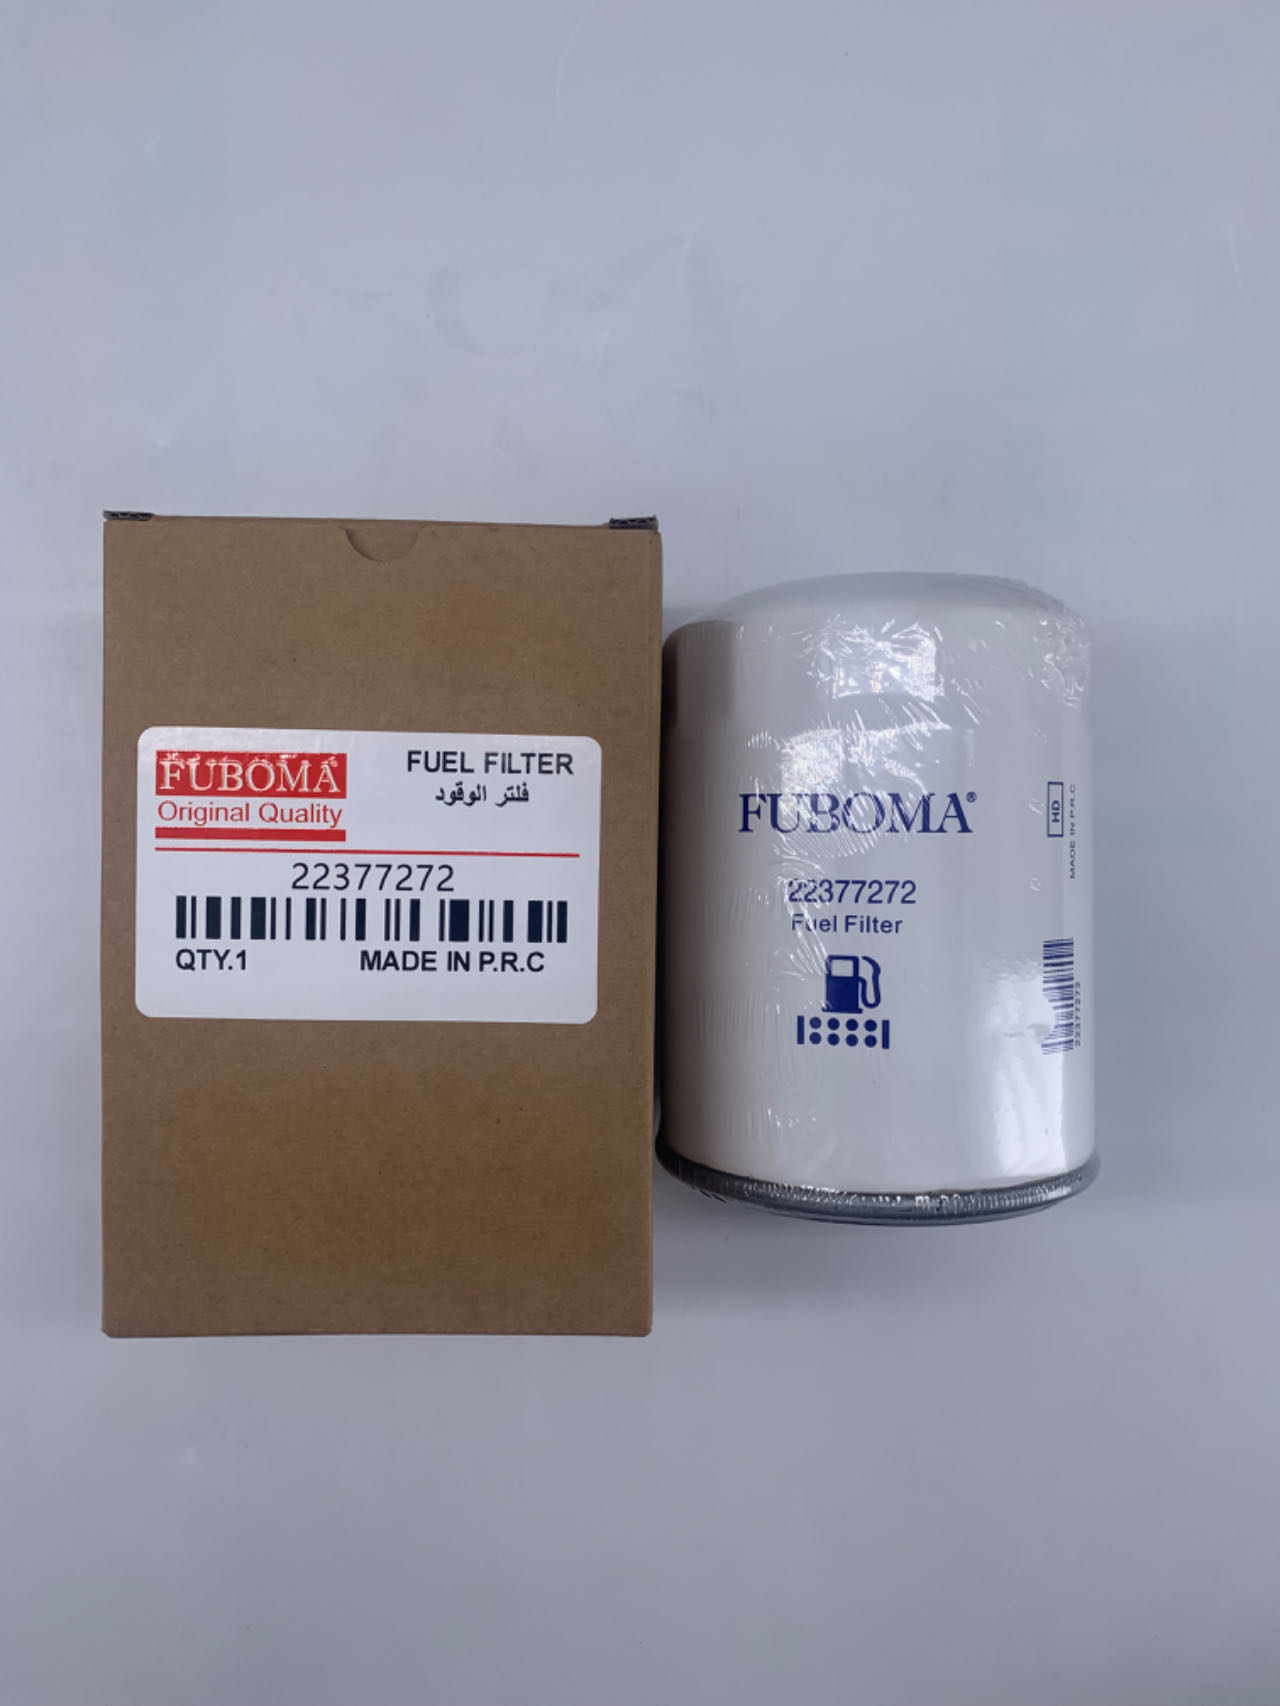 FUBOMA®
Original Quality
FUEL FILTER
فلتر الوقود
22377272
QTY.1
MADE IN P.R.C
FUBOMA®
22377272
Fuel Filter
HD
MADE IN P.R.C
22377272